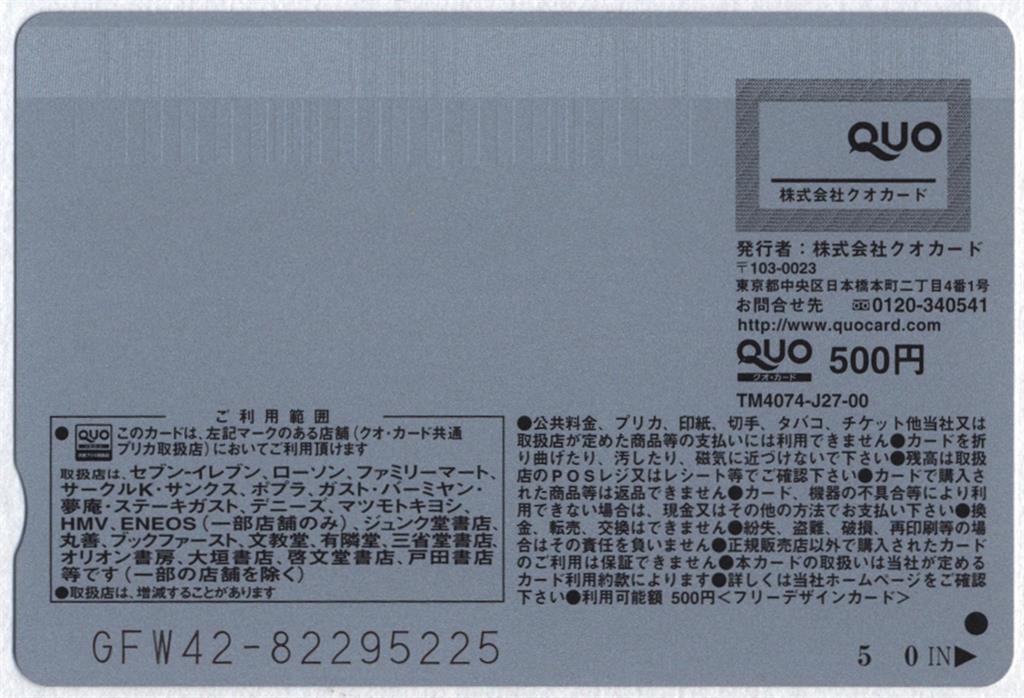 QUO
株式会社クオカード
発行者：株式会社クオカード
〒103-0023
東京都中央区日本橋本町二丁目4番1号
お問合せ先 0120-340541
http://www.quocard.com
QUO 500円
クオ・カード
TM4074-J27-00
ご利用範囲
●QUO このカードは、左記マークのある店舗（クオ・カード共通
プリカ取扱店）においてご利用頂けます
取扱店は、セブン-イレブン、ローソン、ファミリーマート、
サークルK・サンクス、ポプラ、ガスト・バーミヤン・
夢庵・ステーキガスト、デニーズ、マツモトキヨシ、
HMV、ENEOS（一部店舗のみ）、ジュンク堂書店、
丸善、ブックファースト、文教堂、有隣堂、三省堂書店、
オリオン書房、大垣書店、啓文堂書店、戸田書店
等です（一部の店舗を除く）
●取扱店は、増減することがあります
●公共料金、プリカ、印紙、切手、タバコ、チケット他当社又は
取扱店が定めた商品等の支払いには利用できません●カードを折
り曲げたり、汚したり、磁気に近づけないで下さい●残高は取扱
店のPOSレジ又はレシート等でご確認下さい●カードで購入さ
れた商品等は返品できません●カード、機器の不具合等により利
用できない場合は、現金又はその他の方法でお支払い下さい●換
金、転売、交換はできません●紛失、盗難、破損、再印刷等の場
合はその責任を負いません●正規販売店以外で購入されたカード
のご利用は保証できません●本カードの取扱いは当社が定める
カード利用約款によります●詳しくは当社ホームページをご確認
下さい●利用可能額 500円＜フリーデザインカード＞
GFW42-82295225
5 0 IN▶